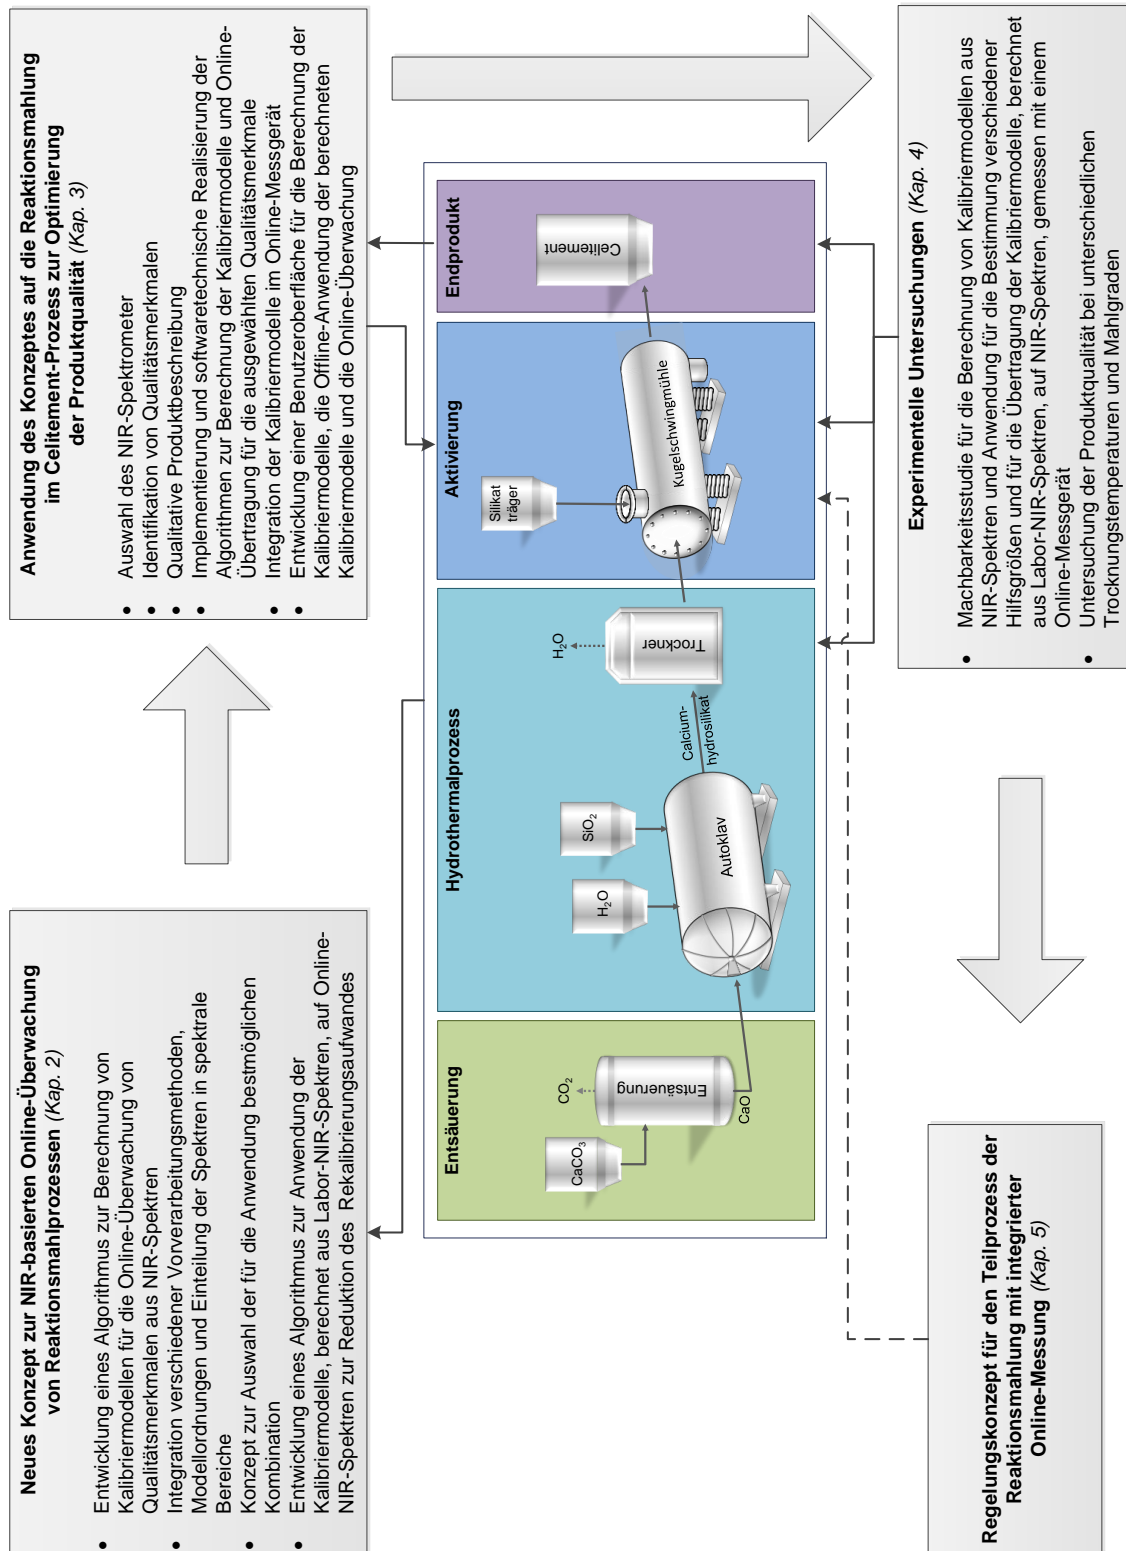 Neues Konzept zur NIR-basierten Online-Überwachung
von Reaktionsmahlprozessen (Kap. 2)
• Entwicklung eines Algorithmus zur Berechnung von
Kalibriermodellen für die Online-Überwachung von
Qualitätsmerkmalen aus NIR-Spektren
• Integration verschiedener Vorverarbeitungsmethoden,
Modellordnungen und Einteilung der Spektren in spektrale
Bereiche
• Konzept zur Auswahl der für die Anwendung bestmöglichen
Kombination
• Entwicklung eines Algorithmus zur Anwendung der
Kalibriermodelle, berechnet aus Labor-NIR-Spektren, auf Online-
NIR-Spektren zur Reduktion des Rekalibrierungsaufwandes
Anwendung des Konzeptes auf die Reaktionsmahlung
im Celitement-Prozess zur Optimierung
der Produktqualität (Kap. 3)
• Auswahl des NIR-Spektrometer
• Identifikation von Qualitätsmerkmalen
• Qualitative Produktbeschreibung
• Implementierung und softwaretechnische Realisierung der
Algorithmen zur Berechnung der Kalibriermodelle und Online-
Übertragung für die ausgewählten Qualitätsmerkmale
• Integration der Kalibriermodelle im Online-Messgerät
• Entwicklung einer Benutzeroberfläche für die Berechnung der
Kalibriermodelle, die Offline-Anwendung der berechneten
Kalibriermodelle und die Online-Überwachung
Entsäuerung
CaCO3
CO2
Entsäuerung
CaO
Hydrothermalprozess
H2O
SiO2
Autoklav
Calcium-
hydrosilikat
H2O
Trockner
Aktivierung
Silikat
träger
Kugelschwingmühle
Endprodukt
Celitement
Regelungskonzept für den Teilprozess der
Reaktionsmahlung mit integrierter
Online-Messung (Kap. 5)
Experimentelle Untersuchungen (Kap. 4)
• Machbarkeitsstudie für die Berechnung von Kalibriermodellen aus
NIR-Spektren und Anwendung für die Bestimmung verschiedener
Hilfsgrößen und für die Übertragung der Kalibriermodelle, berechnet
aus Labor-NIR-Spektren, auf NIR-Spektren, gemessen mit einem
Online-Messgerät
• Untersuchung der Produktqualität bei unterschiedlichen
Trocknungstemperaturen und Mahlgraden